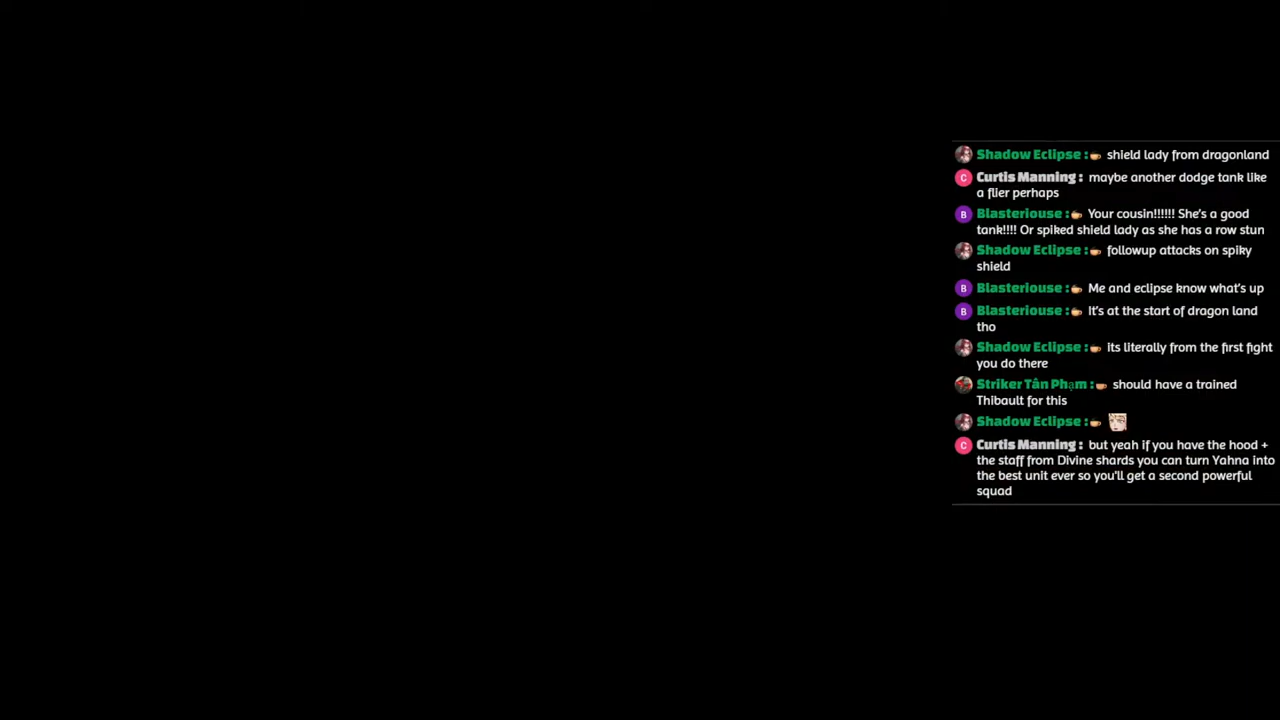 Shadow Eclipse : shield lady from dragonland
Curtis Manning : maybe another dodge tank like
a flier perhaps
B Blasteriouse : Your cousin!!!!!! She's a good
tank!!!! Or spiked shield lady as she has a row stun
Shadow Eclipse : followup attacks on spiky
shield
B Blasteriouse : Me and eclipse know what's up
B Blasteriouse : It's at the start of dragon land
tho
Shadow Eclipse : its literally from the first fight
you do there
Striker Tân Phạm : should have a trained
Thibault for this
Shadow Eclipse :
C Curtis Manning : but yeah if you have the hood +
the staff from Divine shards you can turn Yahna into
the best unit ever so you'll get a second powerful
squad